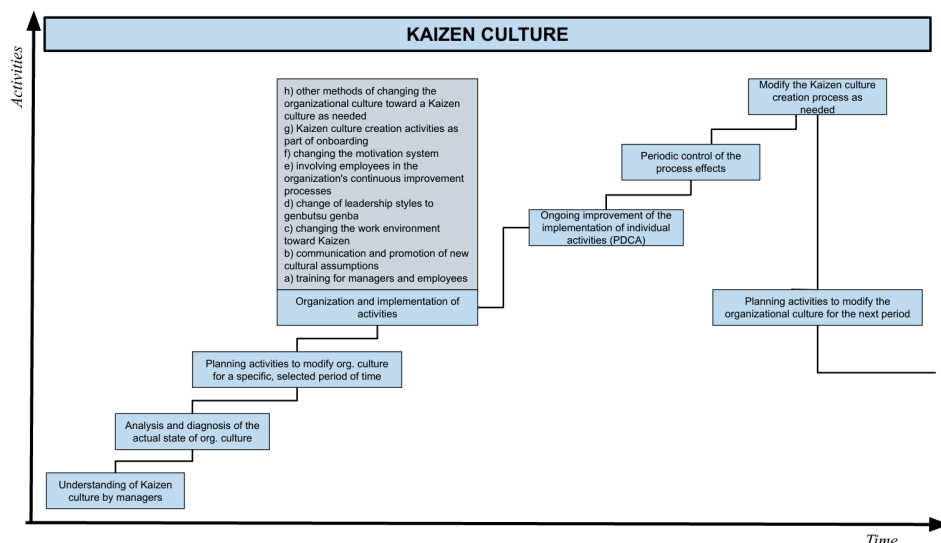 KAIZEN CULTURE
Activities
h) other methods of changing the
organizational culture toward a Kaizen
culture as needed
g) Kaizen culture creation activities as
part of onboarding
f) changing the motivation system
e) involving employees in the
organization's continuous improvement
processes
d) change of leadership styles to
genbutsu genba
c) changing the work environment
toward Kaizen
b) communication and promotion of new
cultural assumptions
a) training for managers and employees
Organization and implementation of
activities
Modify the Kaizen culture
creation process as
needed
Periodic control of the
process effects
Ongoing improvement of the
implementation of individual
activities (PDCA)
Planning activities to modify the
organizational culture for the next period
Planning activities to modify org. culture
for a specific, selected period of time
Analysis and diagnosis of the
actual state of org. culture
Understanding of Kaizen
culture by managers
Time